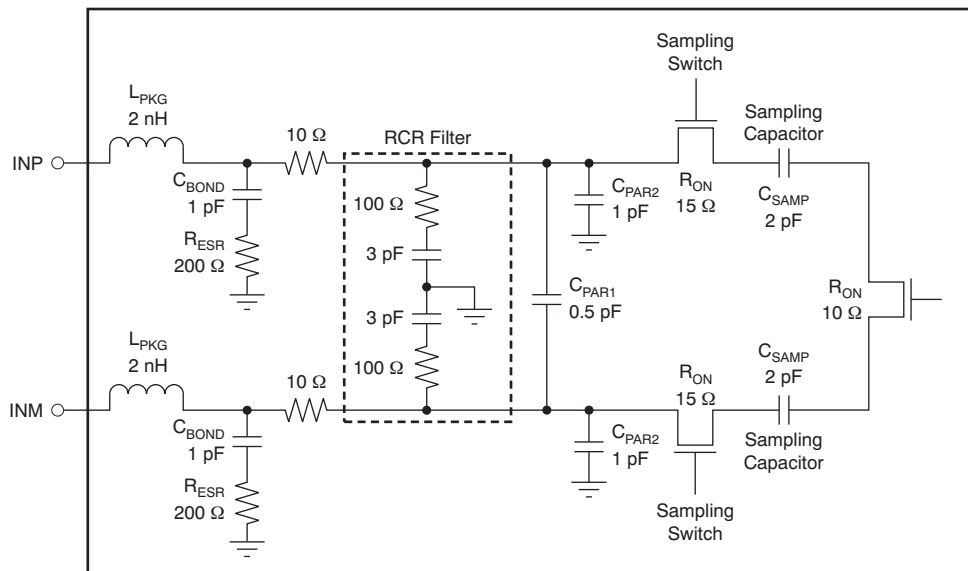 Sampling
Switch
L_PKG
2 nH
Sampling
Capacitor
10 Ω
RCR Filter
INP
C_BOND
1 pF
100 Ω
C_PAR2
1 pF
R_ON
15 Ω
C_SAMP
2 pF
R_ESR
200 Ω
3 pF
C_PAR1
0.5 pF
R_ON
10 Ω
3 pF
L_PKG
2 nH
100 Ω
C_SAMP
2 pF
10 Ω
R_ON
15 Ω
INM
C_BOND
1 pF
C_PAR2
1 pF
Sampling
Capacitor
R_ESR
200 Ω
Sampling
Switch